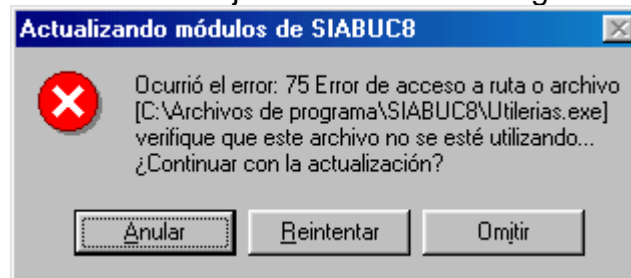 Actualizando módulos de SIABUC8
Ocurrió el error: 75 Error de acceso a ruta o archivo
[C:\Archivos de programa\SIABUC8\Utilerias.exe]
verifique que este archivo no se esté utilizando...
¿Continuar con la actualización?
Anular Reintentar Omitir